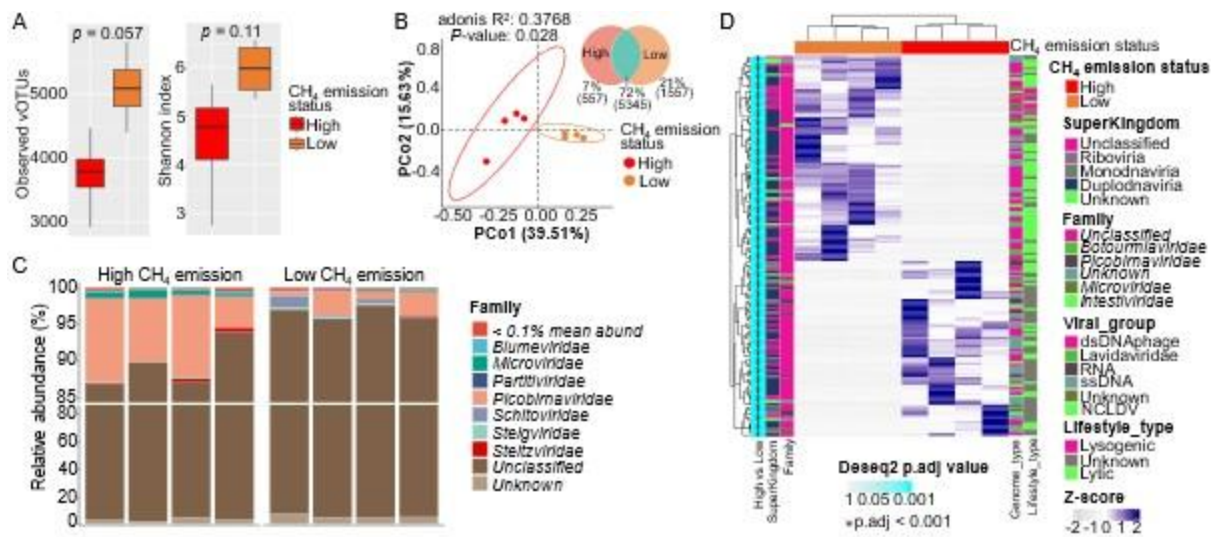 A
p = 0.057
p = 0.11
Observed vOTUs
5000
4000
3000
Shannon index
6
5
4
3
CH₄ emission
status
High
Low
B
adonis R²: 0.3768
P-value: 0.028
PCo2 (15.63%)
0.8
0.4
0.0
-0.4
-0.50
-0.25
0.00
0.25
PCo1 (39.51%)
High
Low
7%
(557)
72%
(5345)
21%
(1557)
CH₄ emission
status
High
Low
C
High CH₄ emission
Low CH₄ emission
Relative abundance (%)
100
95
90
85
80
60
40
20
0
Family
< 0.1% mean abund
Blumeviridae
Microviridae
Partitiviridae
Picobirnaviridae
Schitoviridae
Steigviridae
Steitzviridae
Unclassified
Unknown
D
CH₄ emission status
High vs Low
SuperKingdom
Family
Genome_type
Lifestyle_type
Deseq2 p.adj value
1 0.05 0.001
*p.adj < 0.001
CH₄ emission status
High
Low
SuperKingdom
Unclassified
Riboviria
Monodnaviria
Duplodnaviria
Unknown
Family
Unclassified
Botourmiaviridae
Picobirnaviridae
Unknown
Microviridae
Intestiviridae
Viral_group
dsDNAphage
Lavidaviridae
RNA
ssDNA
Unknown
NCLDV
Lifestyle_type
Lysogenic
Unknown
Lytic
Z-score
-2 -1 0 1 2